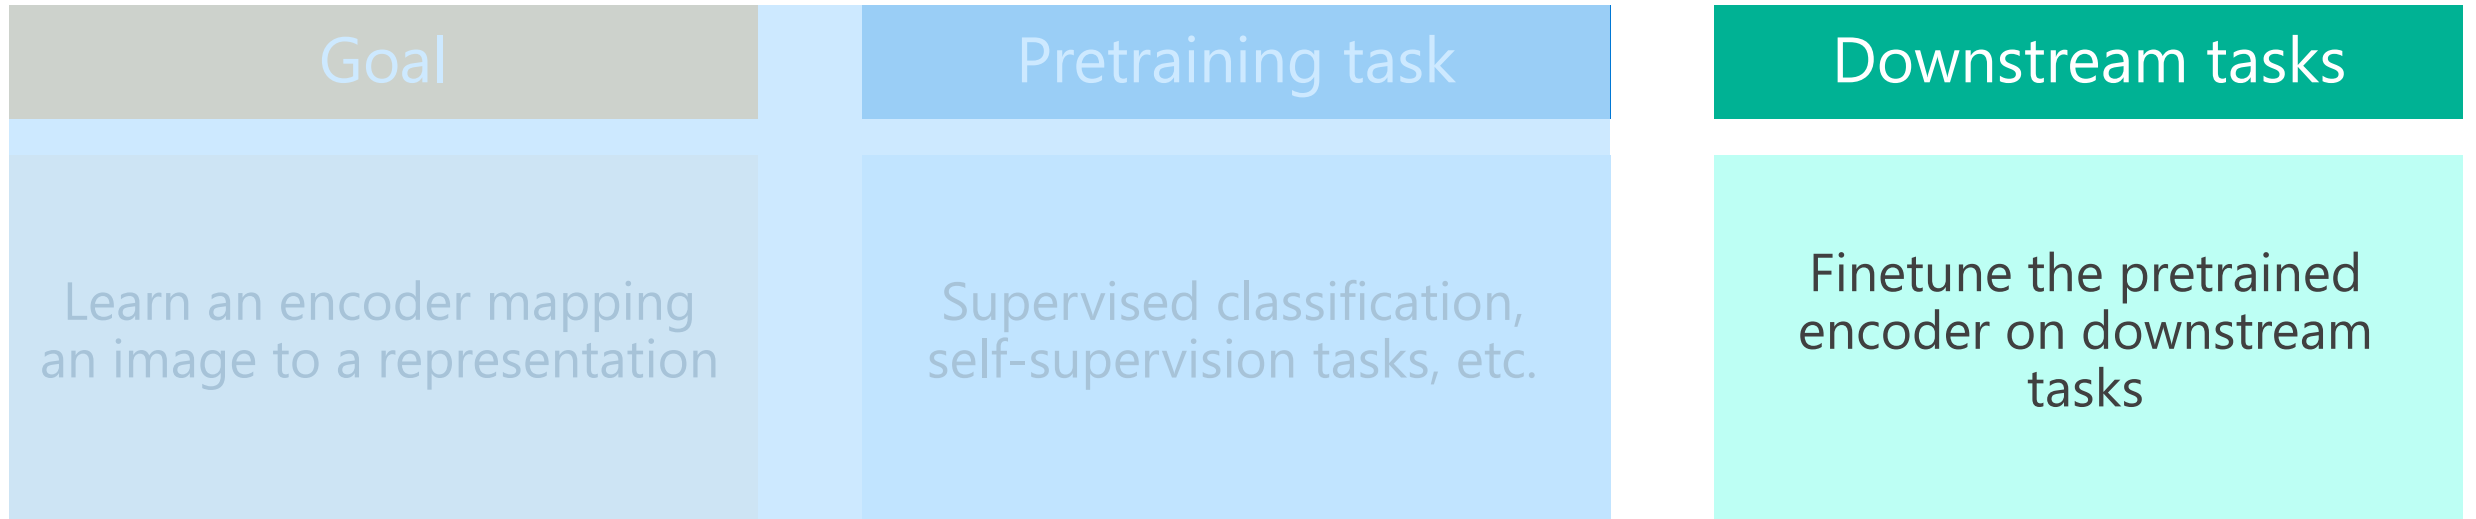 Goal
Learn an encoder mapping
an image to a representation
Pretraining task
Supervised classification,
self-supervision tasks, etc.
Downstream tasks
Finetune the pretrained
encoder on downstream
tasks